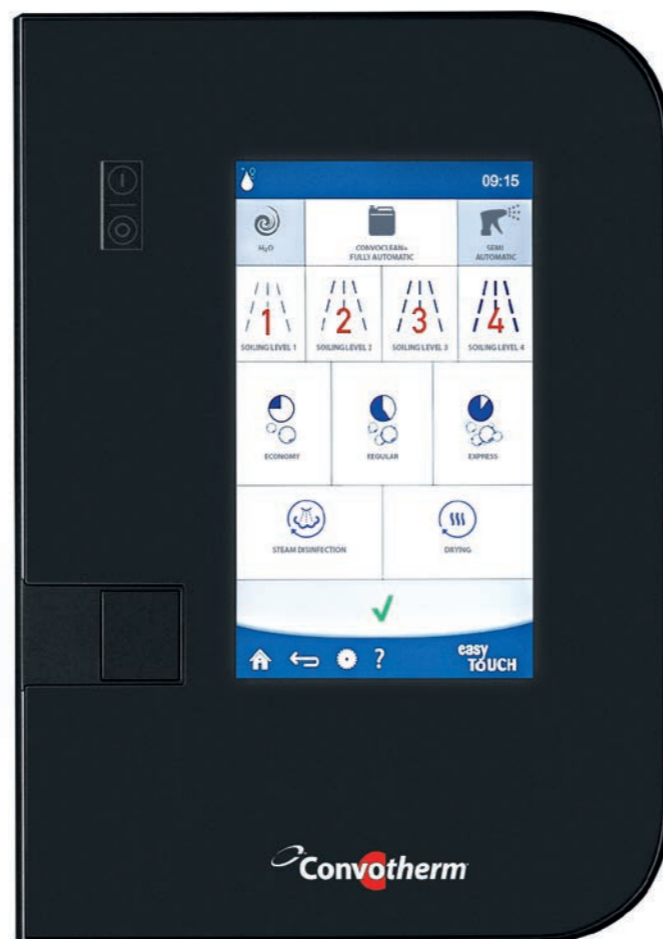 09:15
H₂O
CONVOCLEAN+
FULLY AUTOMATIC
SEMI
AUTOMATIC
1
2
3
4
SOILING LEVEL 1
SOILING LEVEL 2
SOILING LEVEL 3
SOILING LEVEL 4
ECONOMY
REGULAR
EXPRESS
STEAM DISINFECTION
DRYING
?
easy
TOUCH
Convotherm